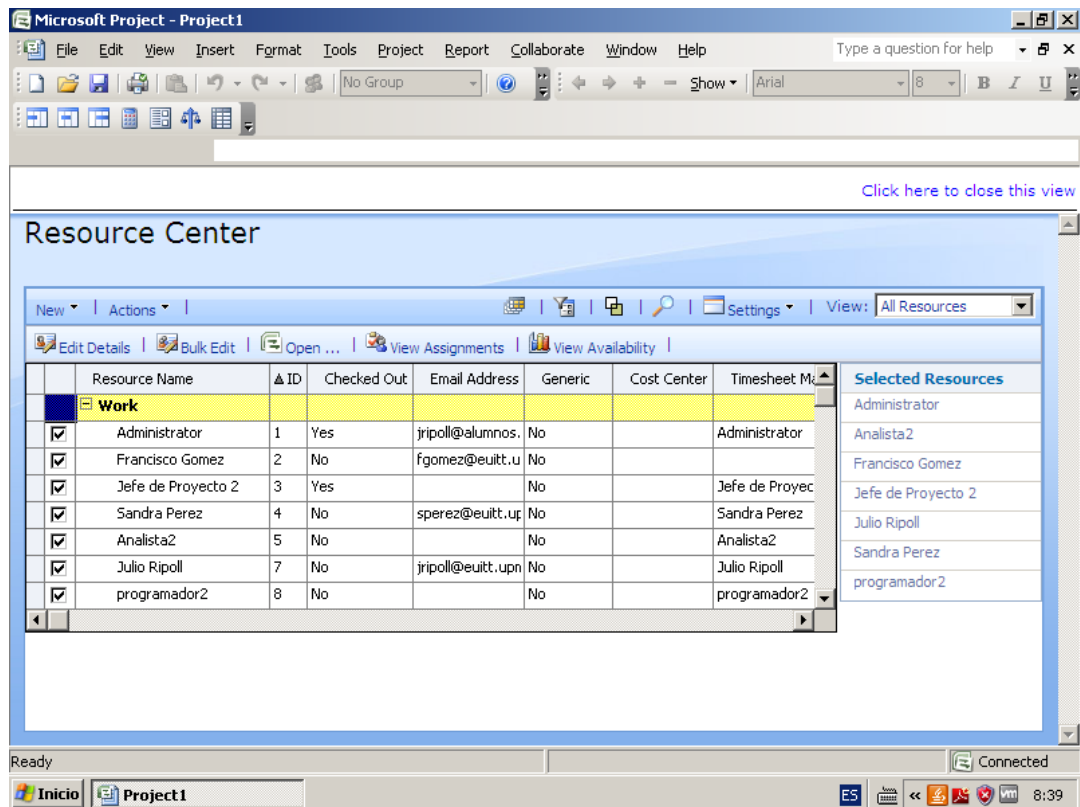 Microsoft Project - Project1
File Edit View Insert Format Tools Project Report Collaborate Window Help Type a question for help
No Group Show Arial 8 B I U
Click here to close this view
Resource Center
New Actions Settings View: All Resources
Edit Details Bulk Edit Open ... View Assignments View Availability
Resource Name ID Checked Out Email Address Generic Cost Center Timesheet Ma Selected Resources
Work Administrator
Administrator 1 Yes jripoll@alumnos. No Administrator Analista2
Francisco Gomez 2 No fgomez@euitt.u No Francisco Gomez
Jefe de Proyecto 2 3 Yes No Jefe de Proyec Jefe de Proyecto 2
Sandra Perez 4 No sperez@euitt.up No Sandra Perez Julio Ripoll
Analista2 5 No No Analista2 Sandra Perez
Julio Ripoll 7 No jripoll@euitt.upn No Julio Ripoll programador2
programador2 8 No No programador2
Ready Connected
Inicio Project1 ES « vm 8:39